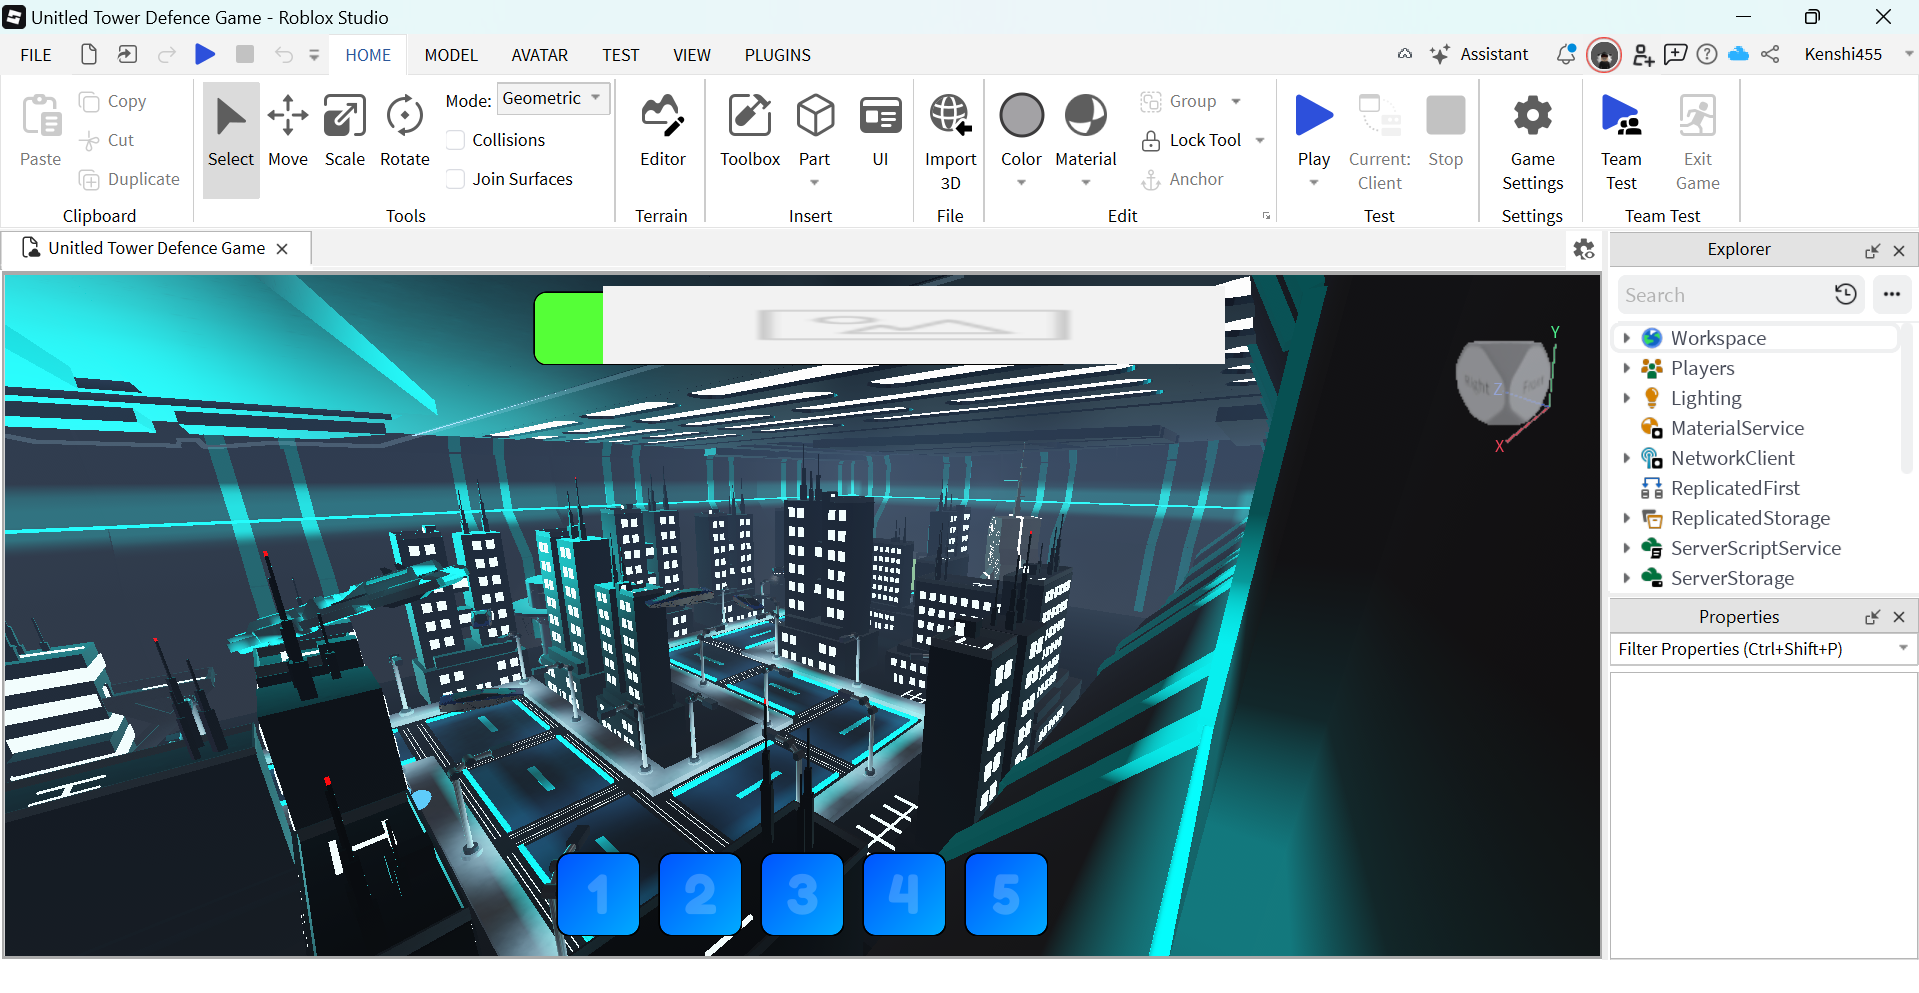 Unitled Tower Defence Game - Roblox Studio
FILE HOME MODEL AVATAR TEST VIEW PLUGINS Assistant Kenshi455
Paste
Copy
Cut
Duplicate
Clipboard
Select Move Scale Rotate
Mode: Geometric
Collisions
Join Surfaces
Tools
Editor
Terrain
Toolbox Part UI
Insert
Import
3D
File
Color Material
Group
Lock Tool
Anchor
Edit
Play
Current:
Client
Stop
Test
Game
Settings
Settings
Team
Test
Exit
Game
Team Test
Unitled Tower Defence Game
Y
Right Z Front
X
1 2 3 4 5
Explorer
Search
Workspace
Players
Lighting
MaterialService
NetworkClient
ReplicatedFirst
ReplicatedStorage
ServerScriptService
ServerStorage
Properties
Filter Properties (Ctrl+Shift+P)